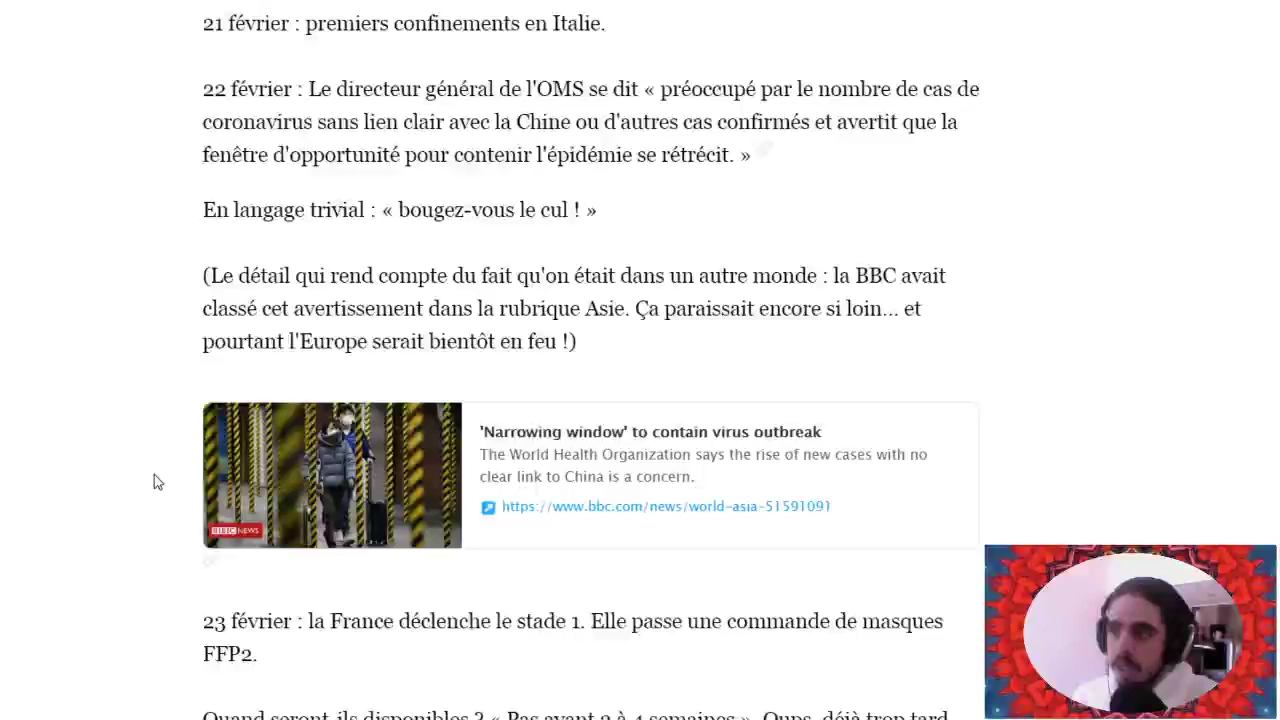 21 février : premiers confinements en Italie.
22 février : Le directeur général de l'OMS se dit « préoccupé par le nombre de cas de
coronavirus sans lien clair avec la Chine ou d'autres cas confirmés et avertit que la
fenêtre d'opportunité pour contenir l'épidémie se rétrécit. »
En langage trivial : « bougez-vous le cul ! »
(Le détail qui rend compte du fait qu'on était dans un autre monde : la BBC avait
classé cet avertissement dans la rubrique Asie. Ça paraissait encore si loin... et
pourtant l'Europe serait bientôt en feu !)
'Narrowing window' to contain virus outbreak
The World Health Organization says the rise of new cases with no
clear link to China is a concern.
https://www.bbc.com/news/world-asia-51591091
BBC NEWS
23 février : la France déclenche le stade 1. Elle passe une commande de masques
FFP2.
Quand seront-ils disponibles ? « Pas avant 3 à 4 semaines ». Oups, déjà trop tard